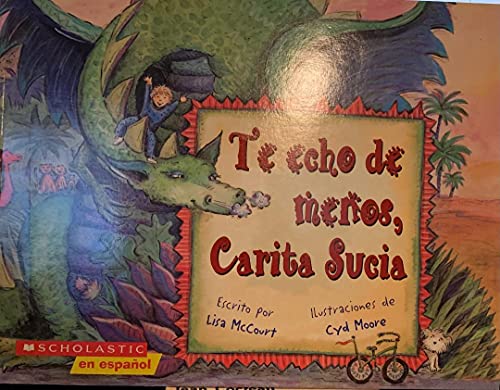 Te echo de
menos,
Carita Sucia
Escrito por
Lisa McCourt
Ilustraciones de
Cyd Moore
SCHOLASTIC
en español